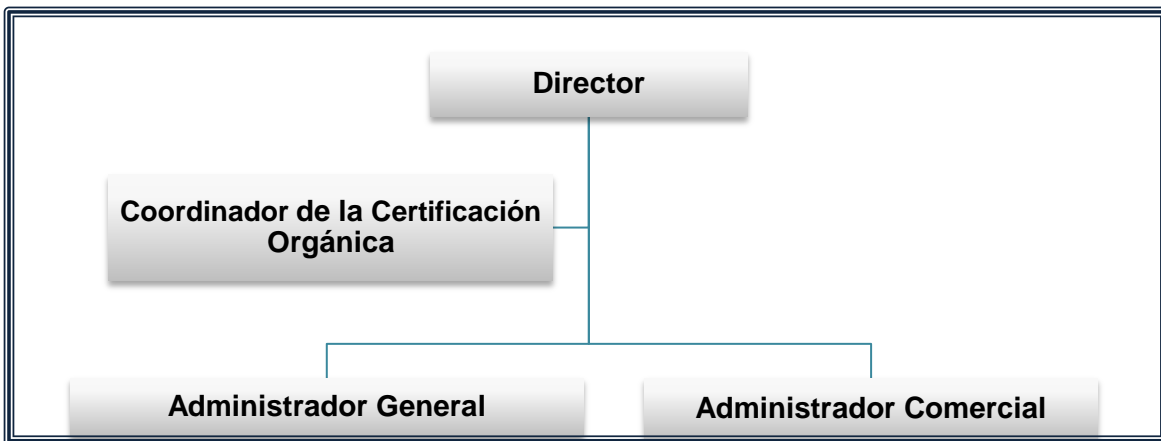 Director
Coordinador de la Certificación
Orgánica
Administrador General
Administrador Comercial